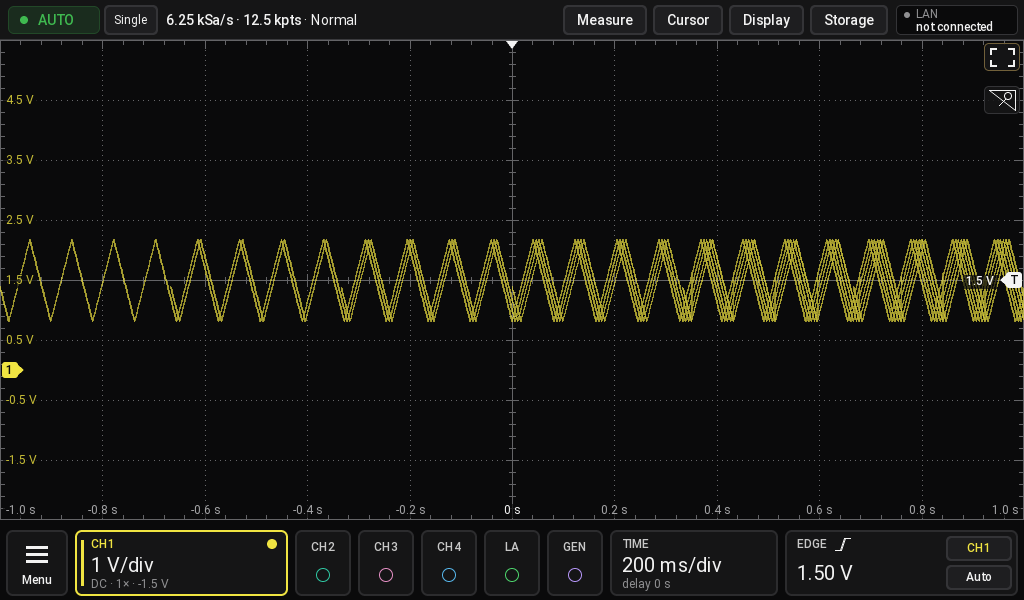 AUTO
Single
6.25 kSa/s · 12.5 kpts · Normal
Measure
Cursor
Display
Storage
LAN
not connected
4.5 V
3.5 V
2.5 V
1.5 V
1.5 V
T
0.5 V
1
-0.5 V
-1.5 V
-1.0 s
-0.8 s
-0.6 s
-0.4 s
-0.2 s
0 s
0.2 s
0.4 s
0.6 s
0.8 s
1.0 s
Menu
CH1
1 V/div
DC · 1× · -1.5 V
CH2
CH3
CH4
LA
GEN
TIME
200 ms/div
delay 0 s
EDGE
1.50 V
CH1
Auto